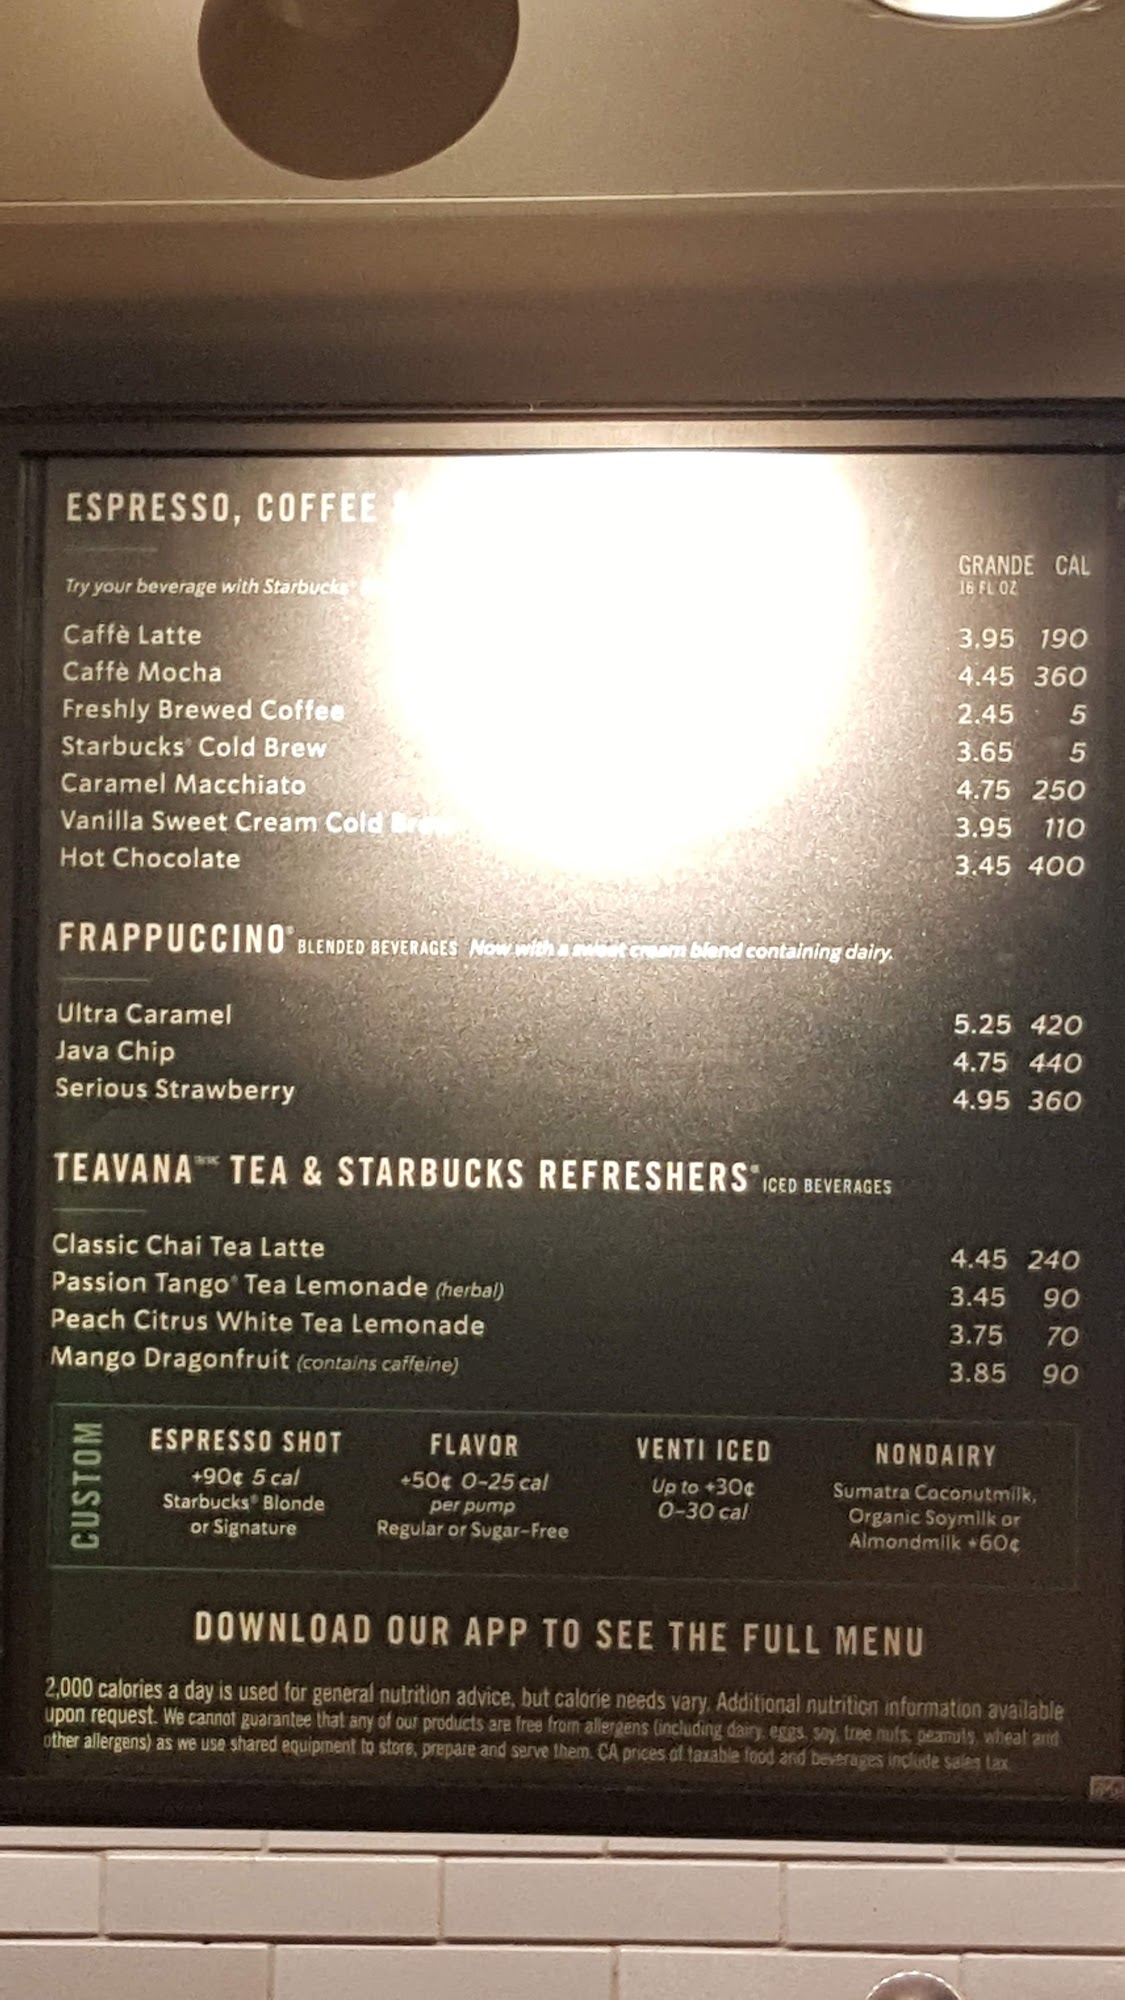 ESPRESSO, COFFEE
GRANDE CAL
16 FL OZ
Try your beverage with Starbucks®
Caffè Latte 3.95 190
Caffè Mocha 4.45 360
Freshly Brewed Coffee 2.45 5
Starbucks® Cold Brew 3.65 5
Caramel Macchiato 4.75 250
Vanilla Sweet Cream Cold Brew 3.95 110
Hot Chocolate 3.45 400
FRAPPUCCINO® BLENDED BEVERAGES Now with a sweet cream blend containing dairy.
Ultra Caramel 5.25 420
Java Chip 4.75 440
Serious Strawberry 4.95 360
TEAVANA™ TEA & STARBUCKS REFRESHERS® ICED BEVERAGES
Classic Chai Tea Latte 4.45 240
Passion Tango® Tea Lemonade (herbal) 3.45 90
Peach Citrus White Tea Lemonade 3.75 70
Mango Dragonfruit (contains caffeine) 3.85 90
CUSTOM
ESPRESSO SHOT
+90¢ 5 cal
Starbucks® Blonde
or Signature
FLAVOR
+50¢ 0-25 cal
per pump
Regular or Sugar-Free
VENTI ICED
Up to +30¢
0-30 cal
NONDAIRY
Sumatra Coconutmilk,
Organic Soymilk or
Almondmilk +60¢
DOWNLOAD OUR APP TO SEE THE FULL MENU
2,000 calories a day is used for general nutrition advice, but calorie needs vary. Additional nutrition information available
upon request. We cannot guarantee that any of our products are free from allergens (including dairy, eggs, soy, tree nuts, peanuts, wheat and
other allergens) as we use shared equipment to store, prepare and serve them. CA prices of taxable food and beverages include sales tax.